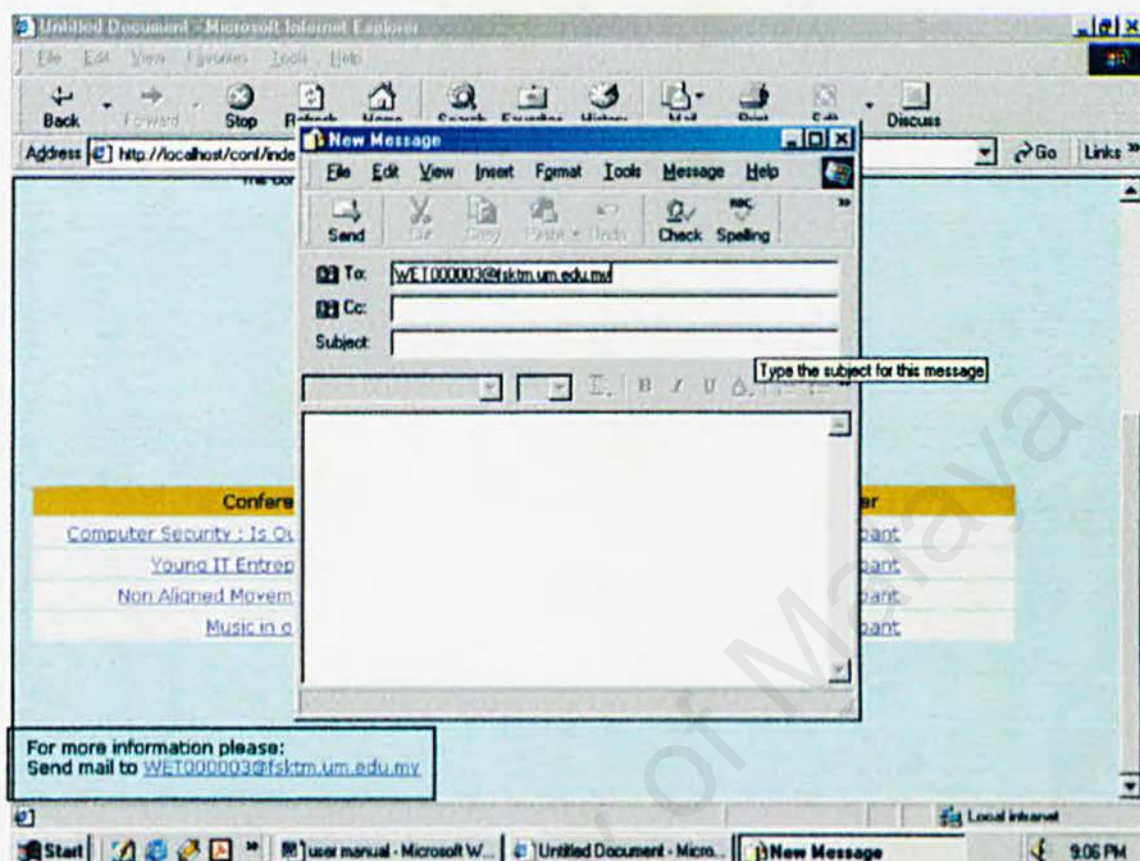 Untitled Document - Microsoft Internet Explorer
File Edit View Favorites Tools Help
Back Forward Stop Refresh Home Search Favorites History Mail Print Edit Discuss
Address http://localhost/conf/inde Go Links »
New Message
File Edit View Insert Format Tools Message Help
Send Cut Copy Paste Undo Check Spelling »
To: WET000003@fsktm.um.edu.my
Cc:
Subject:
Type the subject for this message
B I U A
Confere er
Computer Security : Is Ou pant
Young IT Entrep pant
Non Aligned Movem pant
Music in o pant
For more information please:
Send mail to WET000003@fsktm.um.edu.my
Local intranet
Start » user manual - Microsoft W... Untitled Document - Micro... New Message 9:06 PM
of Malaya